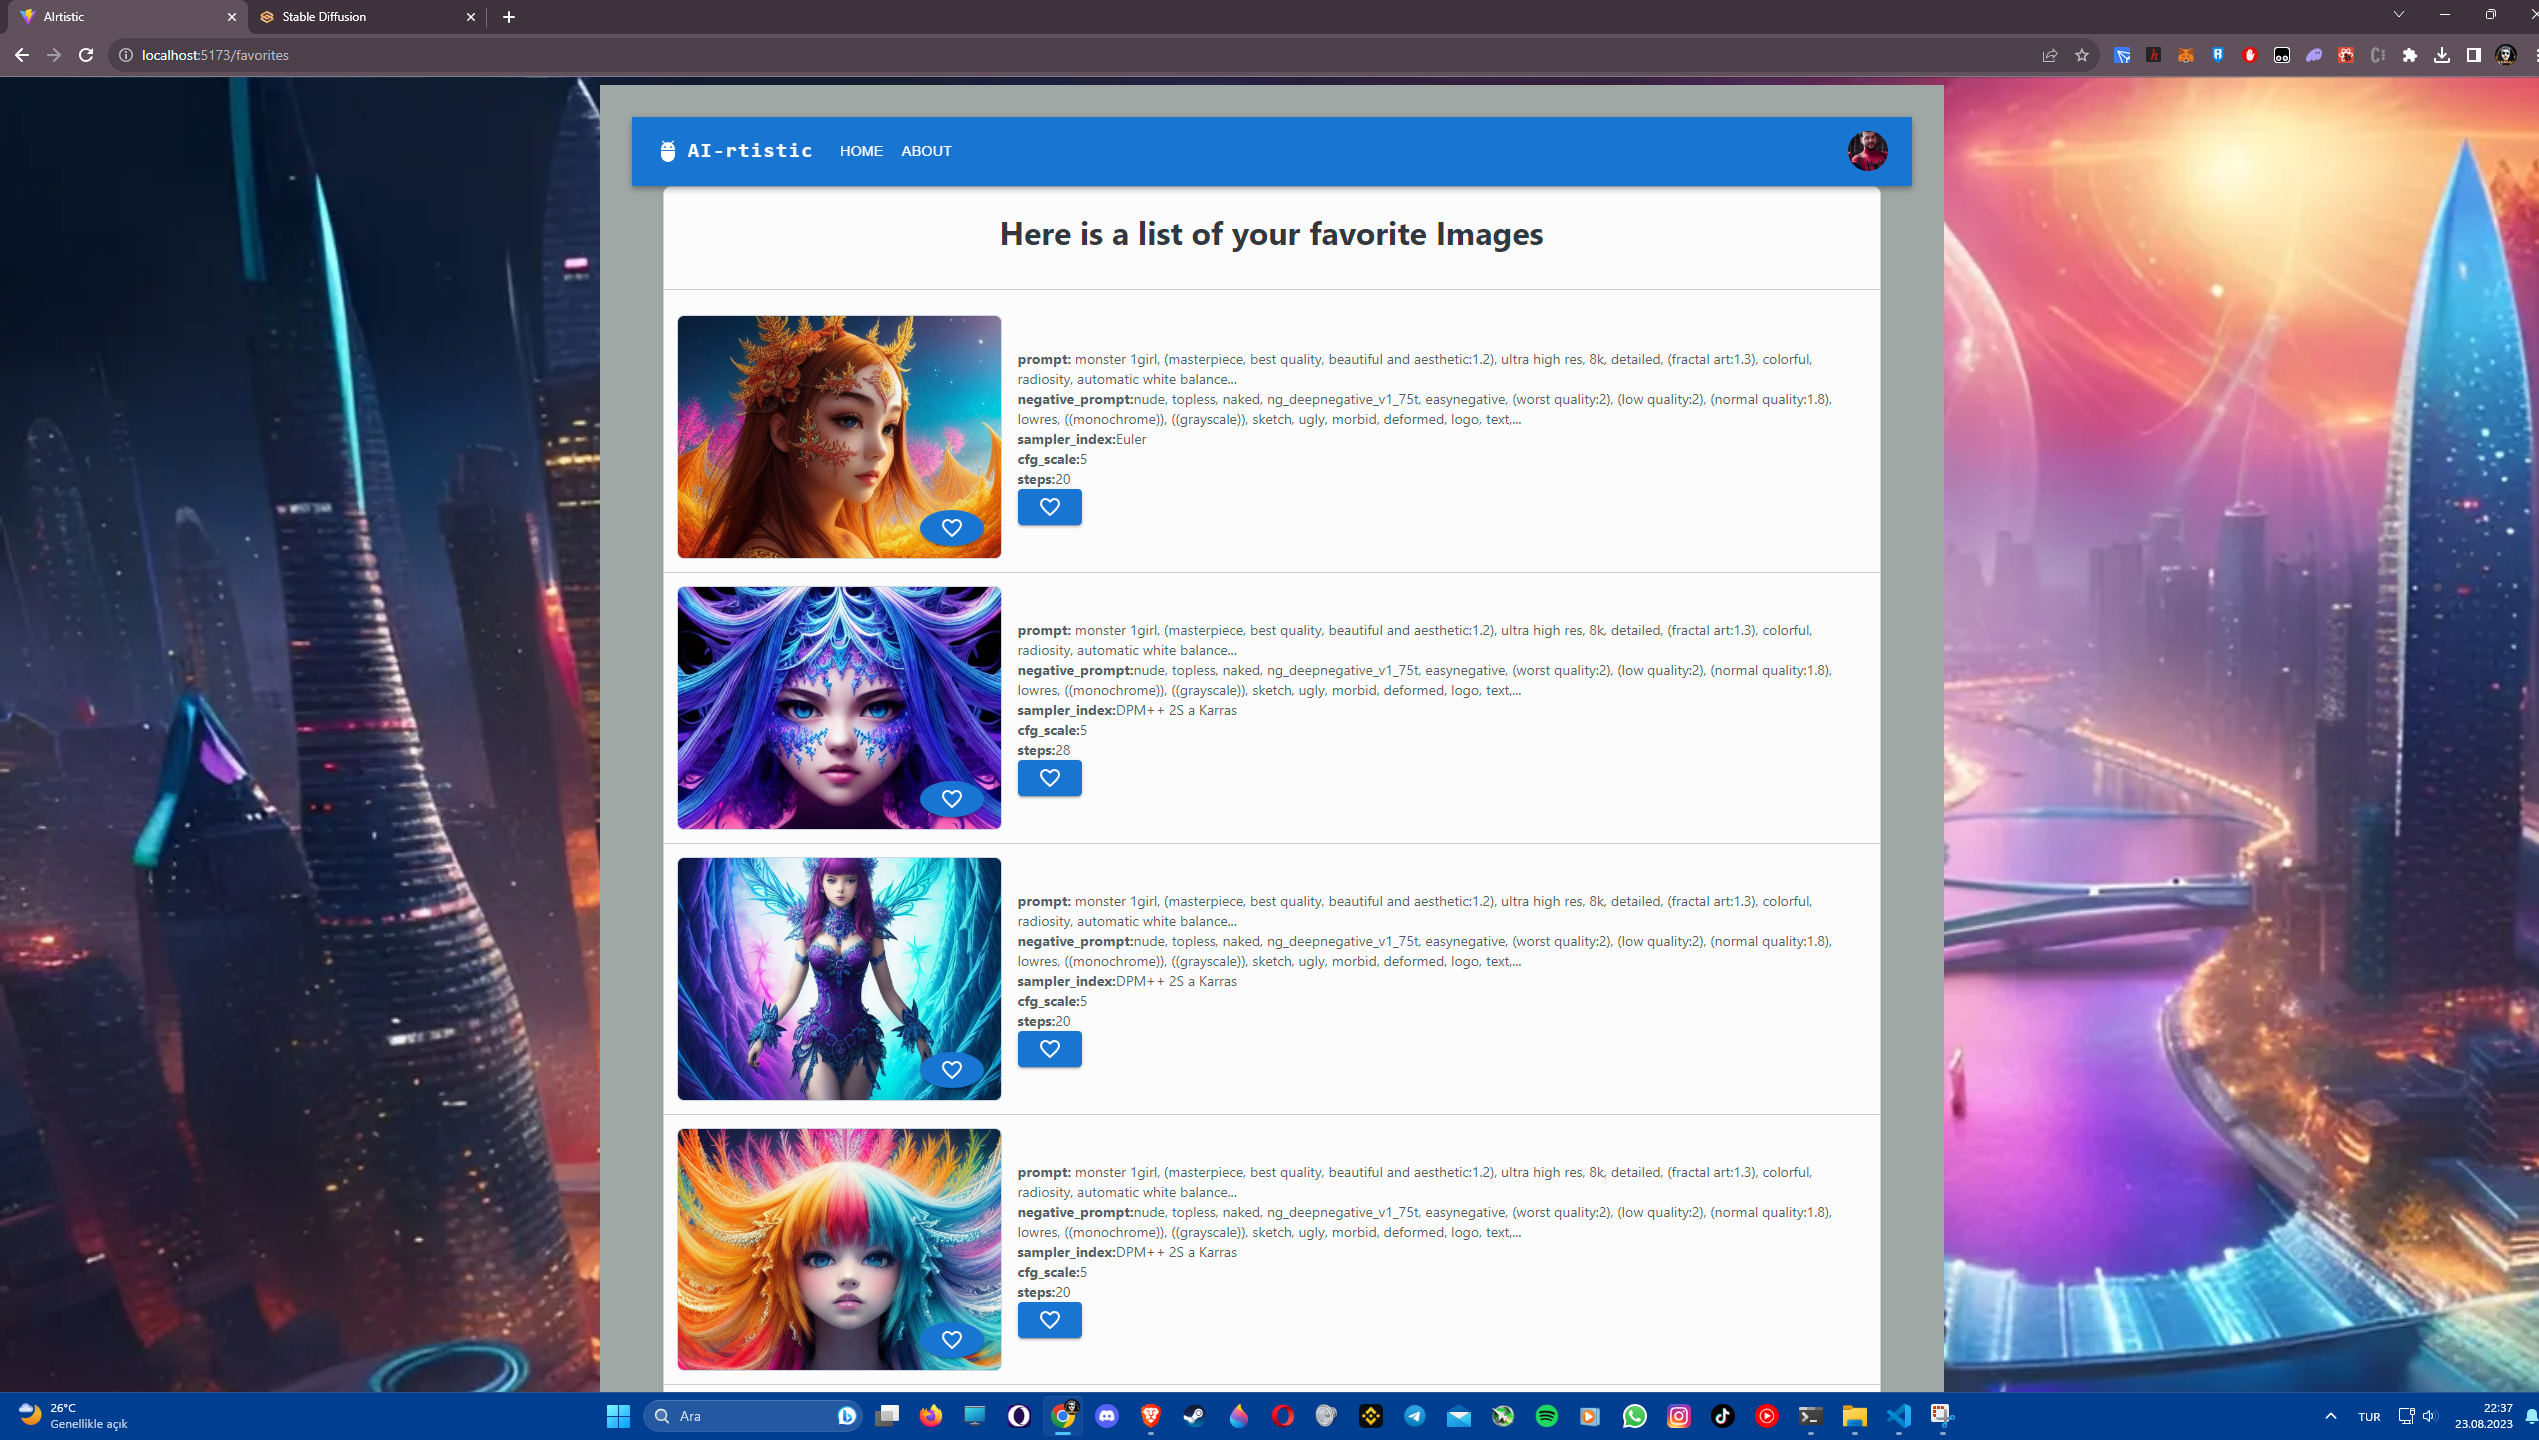 AIrtistic
Stable Diffusion
localhost:5173/favorites
AI-rtistic
HOME
ABOUT
Here is a list of your favorite Images
prompt: monster 1girl, (masterpiece, best quality, beautiful and aesthetic:1.2), ultra high res, 8k, detailed, (fractal art:1.3), colorful,
radiosity, automatic white balance...
negative_prompt:nude, topless, naked, ng_deepnegative_v1_75t, easynegative, (worst quality:2), (low quality:2), (normal quality:1.8),
lowres, ((monochrome)), ((grayscale)), sketch, ugly, morbid, deformed, logo, text,...
sampler_index:Euler
cfg_scale:5
steps:20
prompt: monster 1girl, (masterpiece, best quality, beautiful and aesthetic:1.2), ultra high res, 8k, detailed, (fractal art:1.3), colorful,
radiosity, automatic white balance...
negative_prompt:nude, topless, naked, ng_deepnegative_v1_75t, easynegative, (worst quality:2), (low quality:2), (normal quality:1.8),
lowres, ((monochrome)), ((grayscale)), sketch, ugly, morbid, deformed, logo, text,...
sampler_index:DPM++ 2S a Karras
cfg_scale:5
steps:28
prompt: monster 1girl, (masterpiece, best quality, beautiful and aesthetic:1.2), ultra high res, 8k, detailed, (fractal art:1.3), colorful,
radiosity, automatic white balance...
negative_prompt:nude, topless, naked, ng_deepnegative_v1_75t, easynegative, (worst quality:2), (low quality:2), (normal quality:1.8),
lowres, ((monochrome)), ((grayscale)), sketch, ugly, morbid, deformed, logo, text,...
sampler_index:DPM++ 2S a Karras
cfg_scale:5
steps:20
prompt: monster 1girl, (masterpiece, best quality, beautiful and aesthetic:1.2), ultra high res, 8k, detailed, (fractal art:1.3), colorful,
radiosity, automatic white balance...
negative_prompt:nude, topless, naked, ng_deepnegative_v1_75t, easynegative, (worst quality:2), (low quality:2), (normal quality:1.8),
lowres, ((monochrome)), ((grayscale)), sketch, ugly, morbid, deformed, logo, text,...
sampler_index:DPM++ 2S a Karras
cfg_scale:5
steps:20
26°C
Genellikle açık
Ara
TUR
22:37
23.08.2023